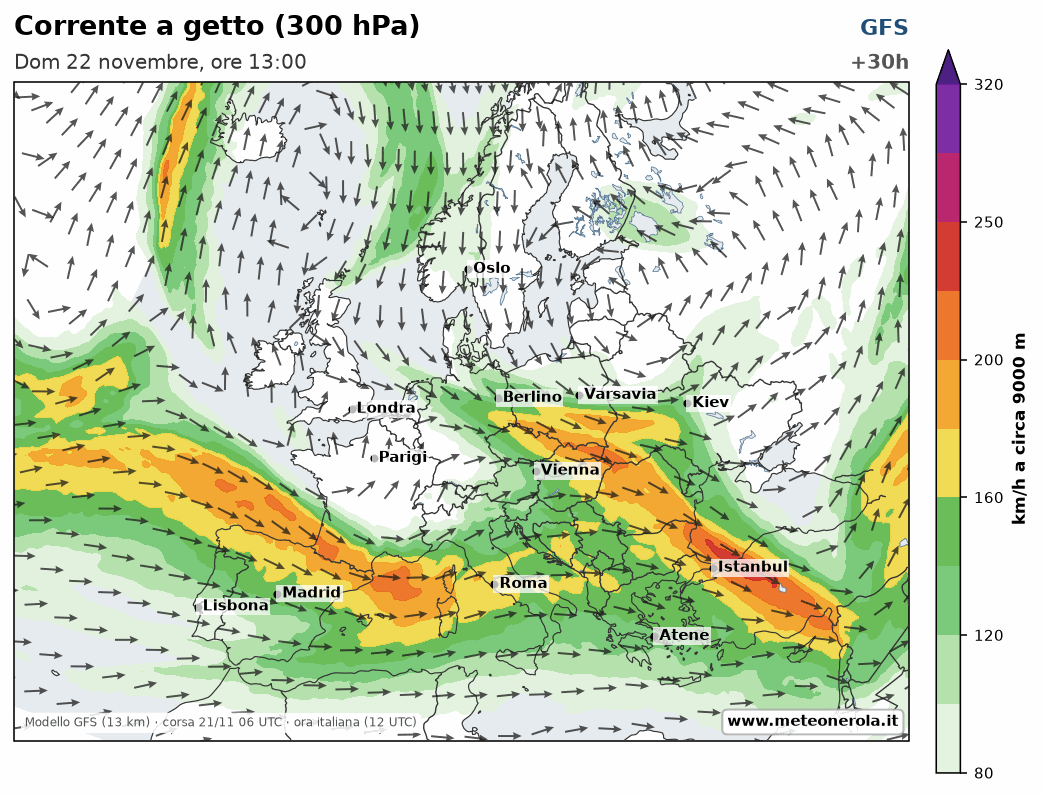 Corrente a getto (300 hPa)
GFS
Dom 22 novembre, ore 13:00
+30h
320
250
200
160
120
80
km/h a circa 9000 m
Oslo
Berlino
Varsavia
Kiev
Londra
Parigi
Vienna
Istanbul
Roma
Madrid
Lisbona
Atene
Modello GFS (13 km) · corsa 21/11 06 UTC · ora italiana (12 UTC)
www.meteonerola.it